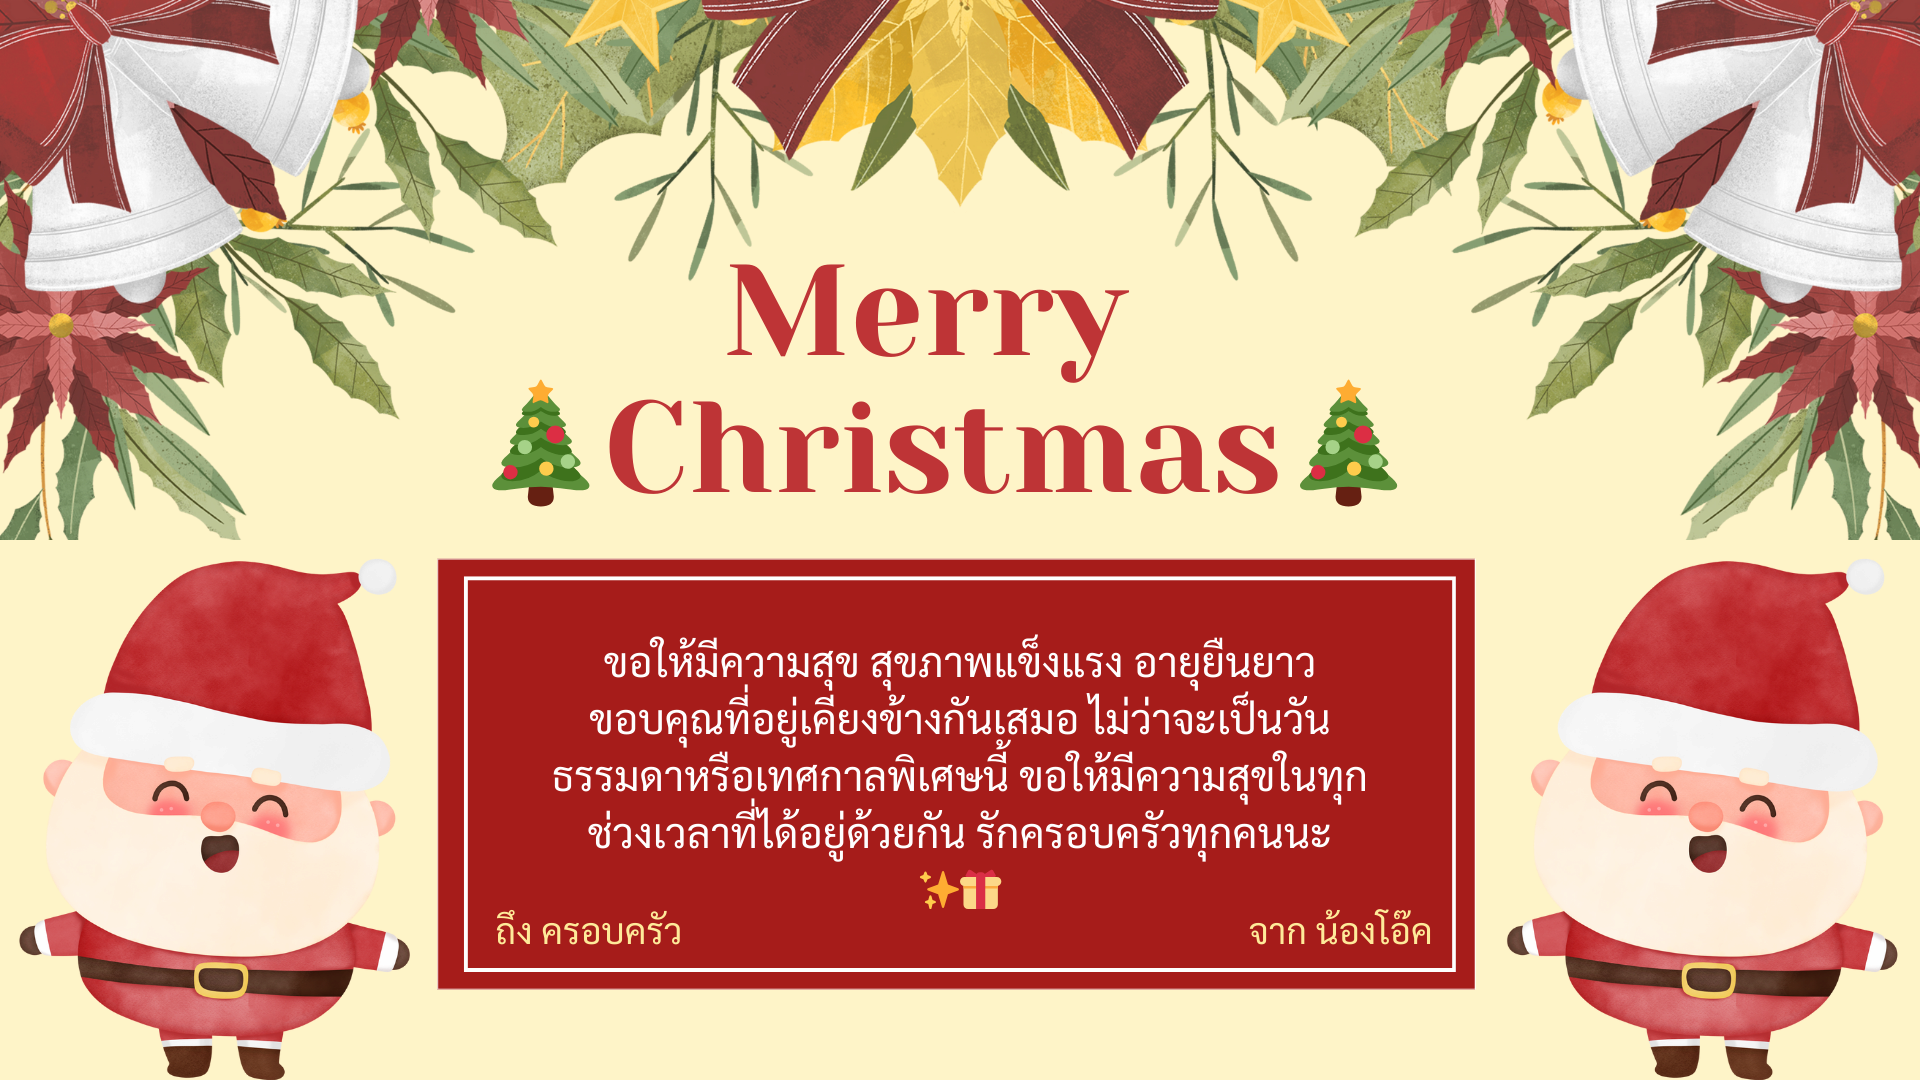 Merry
Christmas
ขอให้มีความสุข สุขภาพแข็งแรง อายุยืนยาว
ขอบคุณที่อยู่เคียงข้างกันเสมอ ไม่ว่าจะเป็นวัน
ธรรมดาหรือเทศกาลพิเศษนี้ ขอให้มีความสุขในทุก
ช่วงเวลาที่ได้อยู่ด้วยกัน รักครอบครัวทุกคนนะ
✨🎁
ถึง ครอบครัว
จาก น้องโอ๊ค